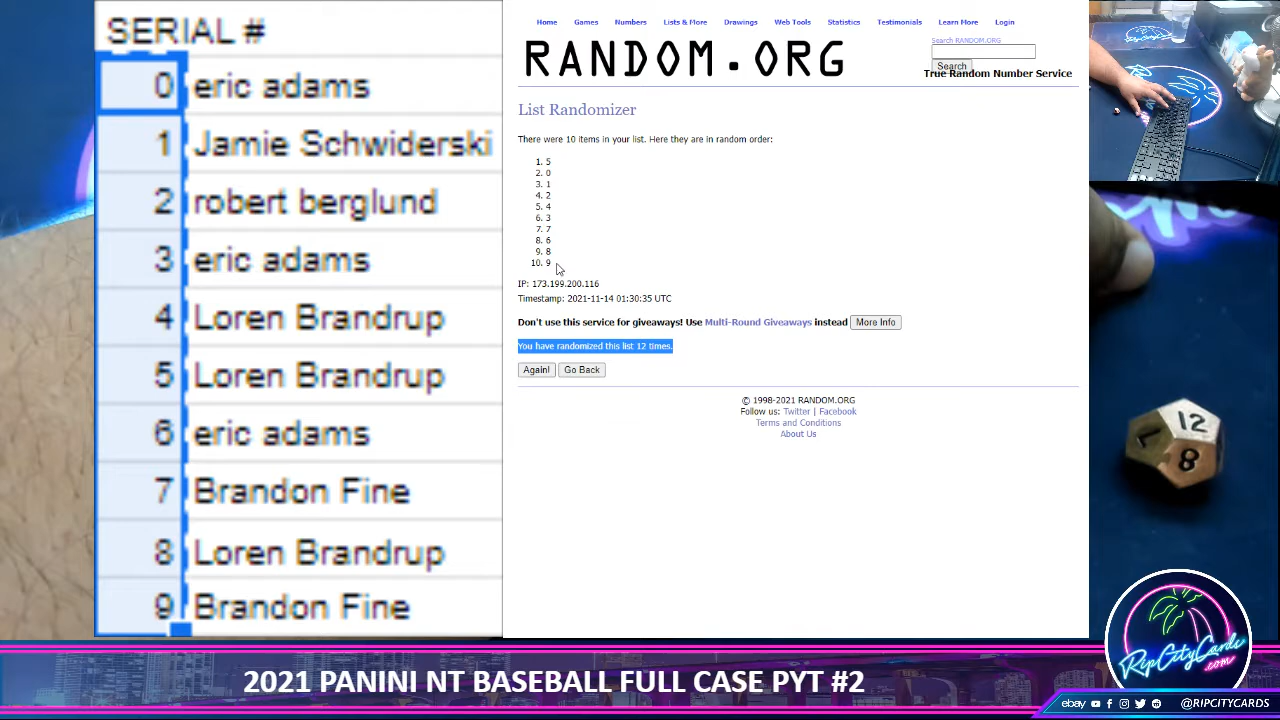 SERIAL #
0 eric adams
1 Jamie Schwiderski
2 robert berglund
3 eric adams
4 Loren Brandrup
5 Loren Brandrup
6 eric adams
7 Brandon Fine
8 Loren Brandrup
9 Brandon Fine
Home Games Numbers Lists & More Drawings Web Tools Statistics Testimonials Learn More Login
RANDOM.ORG
Search RANDOM.ORG
Search
True Random Number Service
List Randomizer
There were 10 items in your list. Here they are in random order:
1. 5
2. 0
3. 1
4. 2
5. 4
6. 3
7. 7
8. 6
9. 8
10. 9
IP: 173.199.200.116
Timestamp: 2021-11-14 01:30:35 UTC
Don't use this service for giveaways! Use Multi-Round Giveaways instead More Info
You have randomized this list 12 times.
Again! Go Back
© 1998-2021 RANDOM.ORG
Follow us: Twitter | Facebook
Terms and Conditions
About Us
12
8
2021 PANINI NT BASEBALL FULL CASE PYT #2
RipCityCards
.com
ebay @RIPCITYCARDS